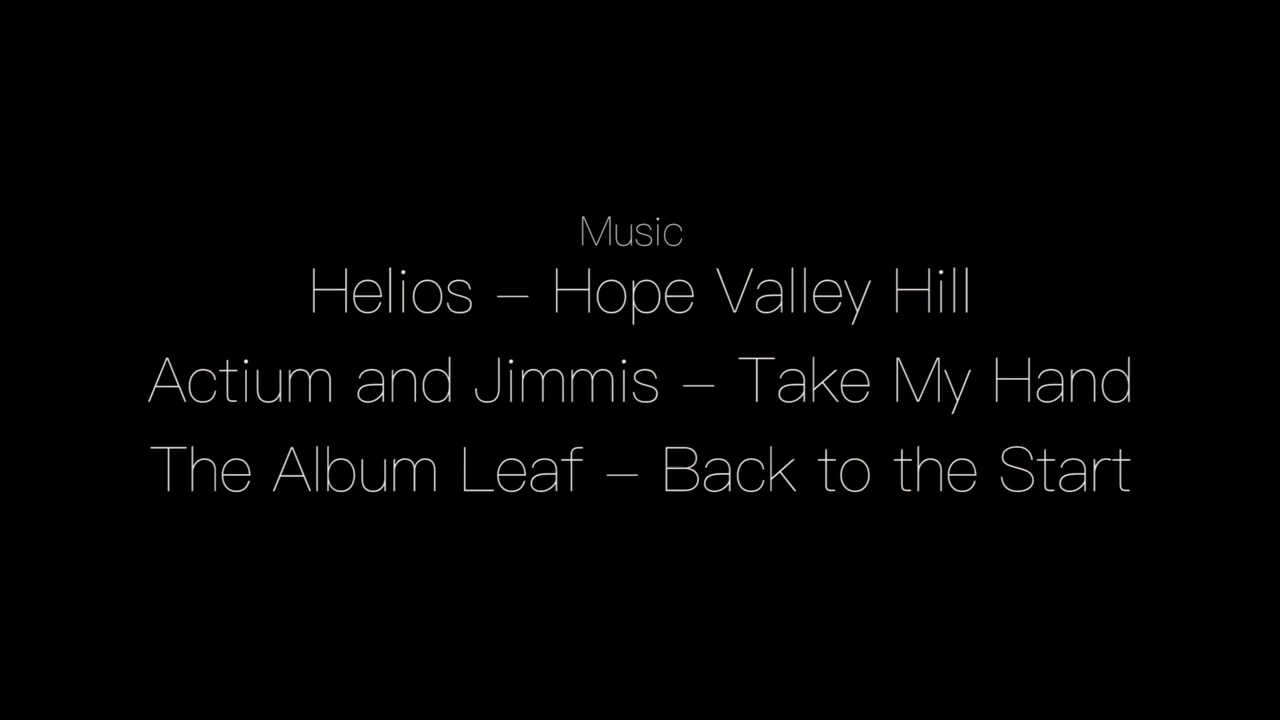 Music
Helios – Hope Valley Hill
Actium and Jimmis – Take My Hand
The Album Leaf – Back to the Start